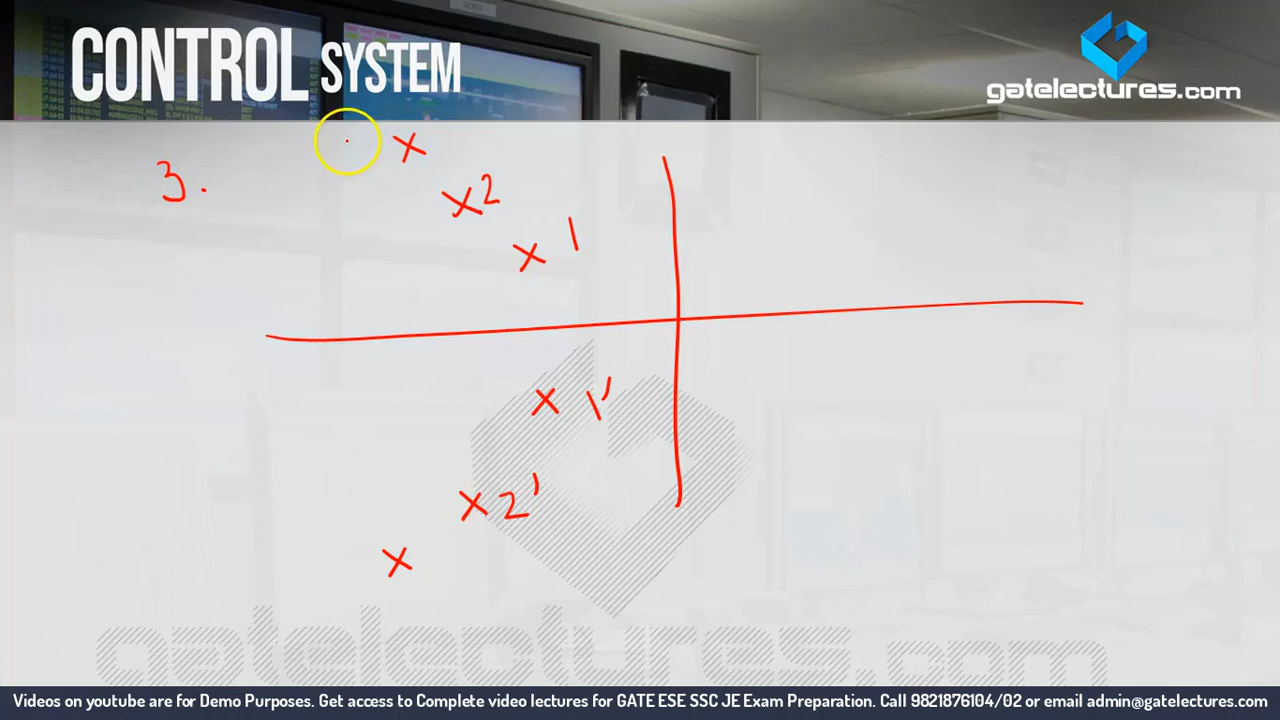 CONTROL SYSTEM
gatelectures.com
3.
x
x 2
x 1
x 1'
x 2'
x
gatelectures.com
Videos on youtube are for Demo Purposes. Get access to Complete video lectures for GATE ESE SSC JE Exam Preparation. Call 9821876104/02 or email admin@gatelectures.com